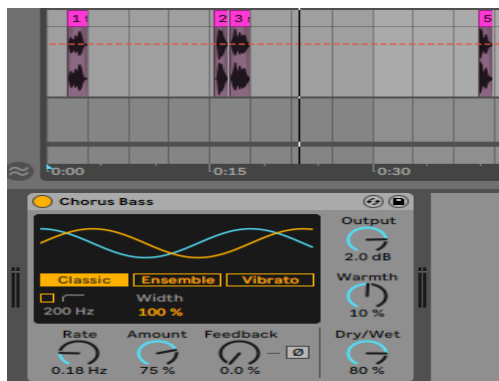 1
2 3
5
0:00 0:15 0:30
Chorus Bass
Output
2.0 dB
Classic Ensemble Vibrato
Warmth
10 %
Width
200 Hz 100 %
Rate Amount Feedback Dry/Wet
0.18 Hz 75 % 0.0 % Ø 80 %